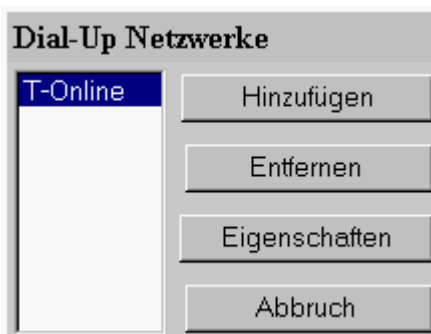 Dial-Up Netzwerke
T-Online
Hinzufügen
Entfernen
Eigenschaften
Abbruch